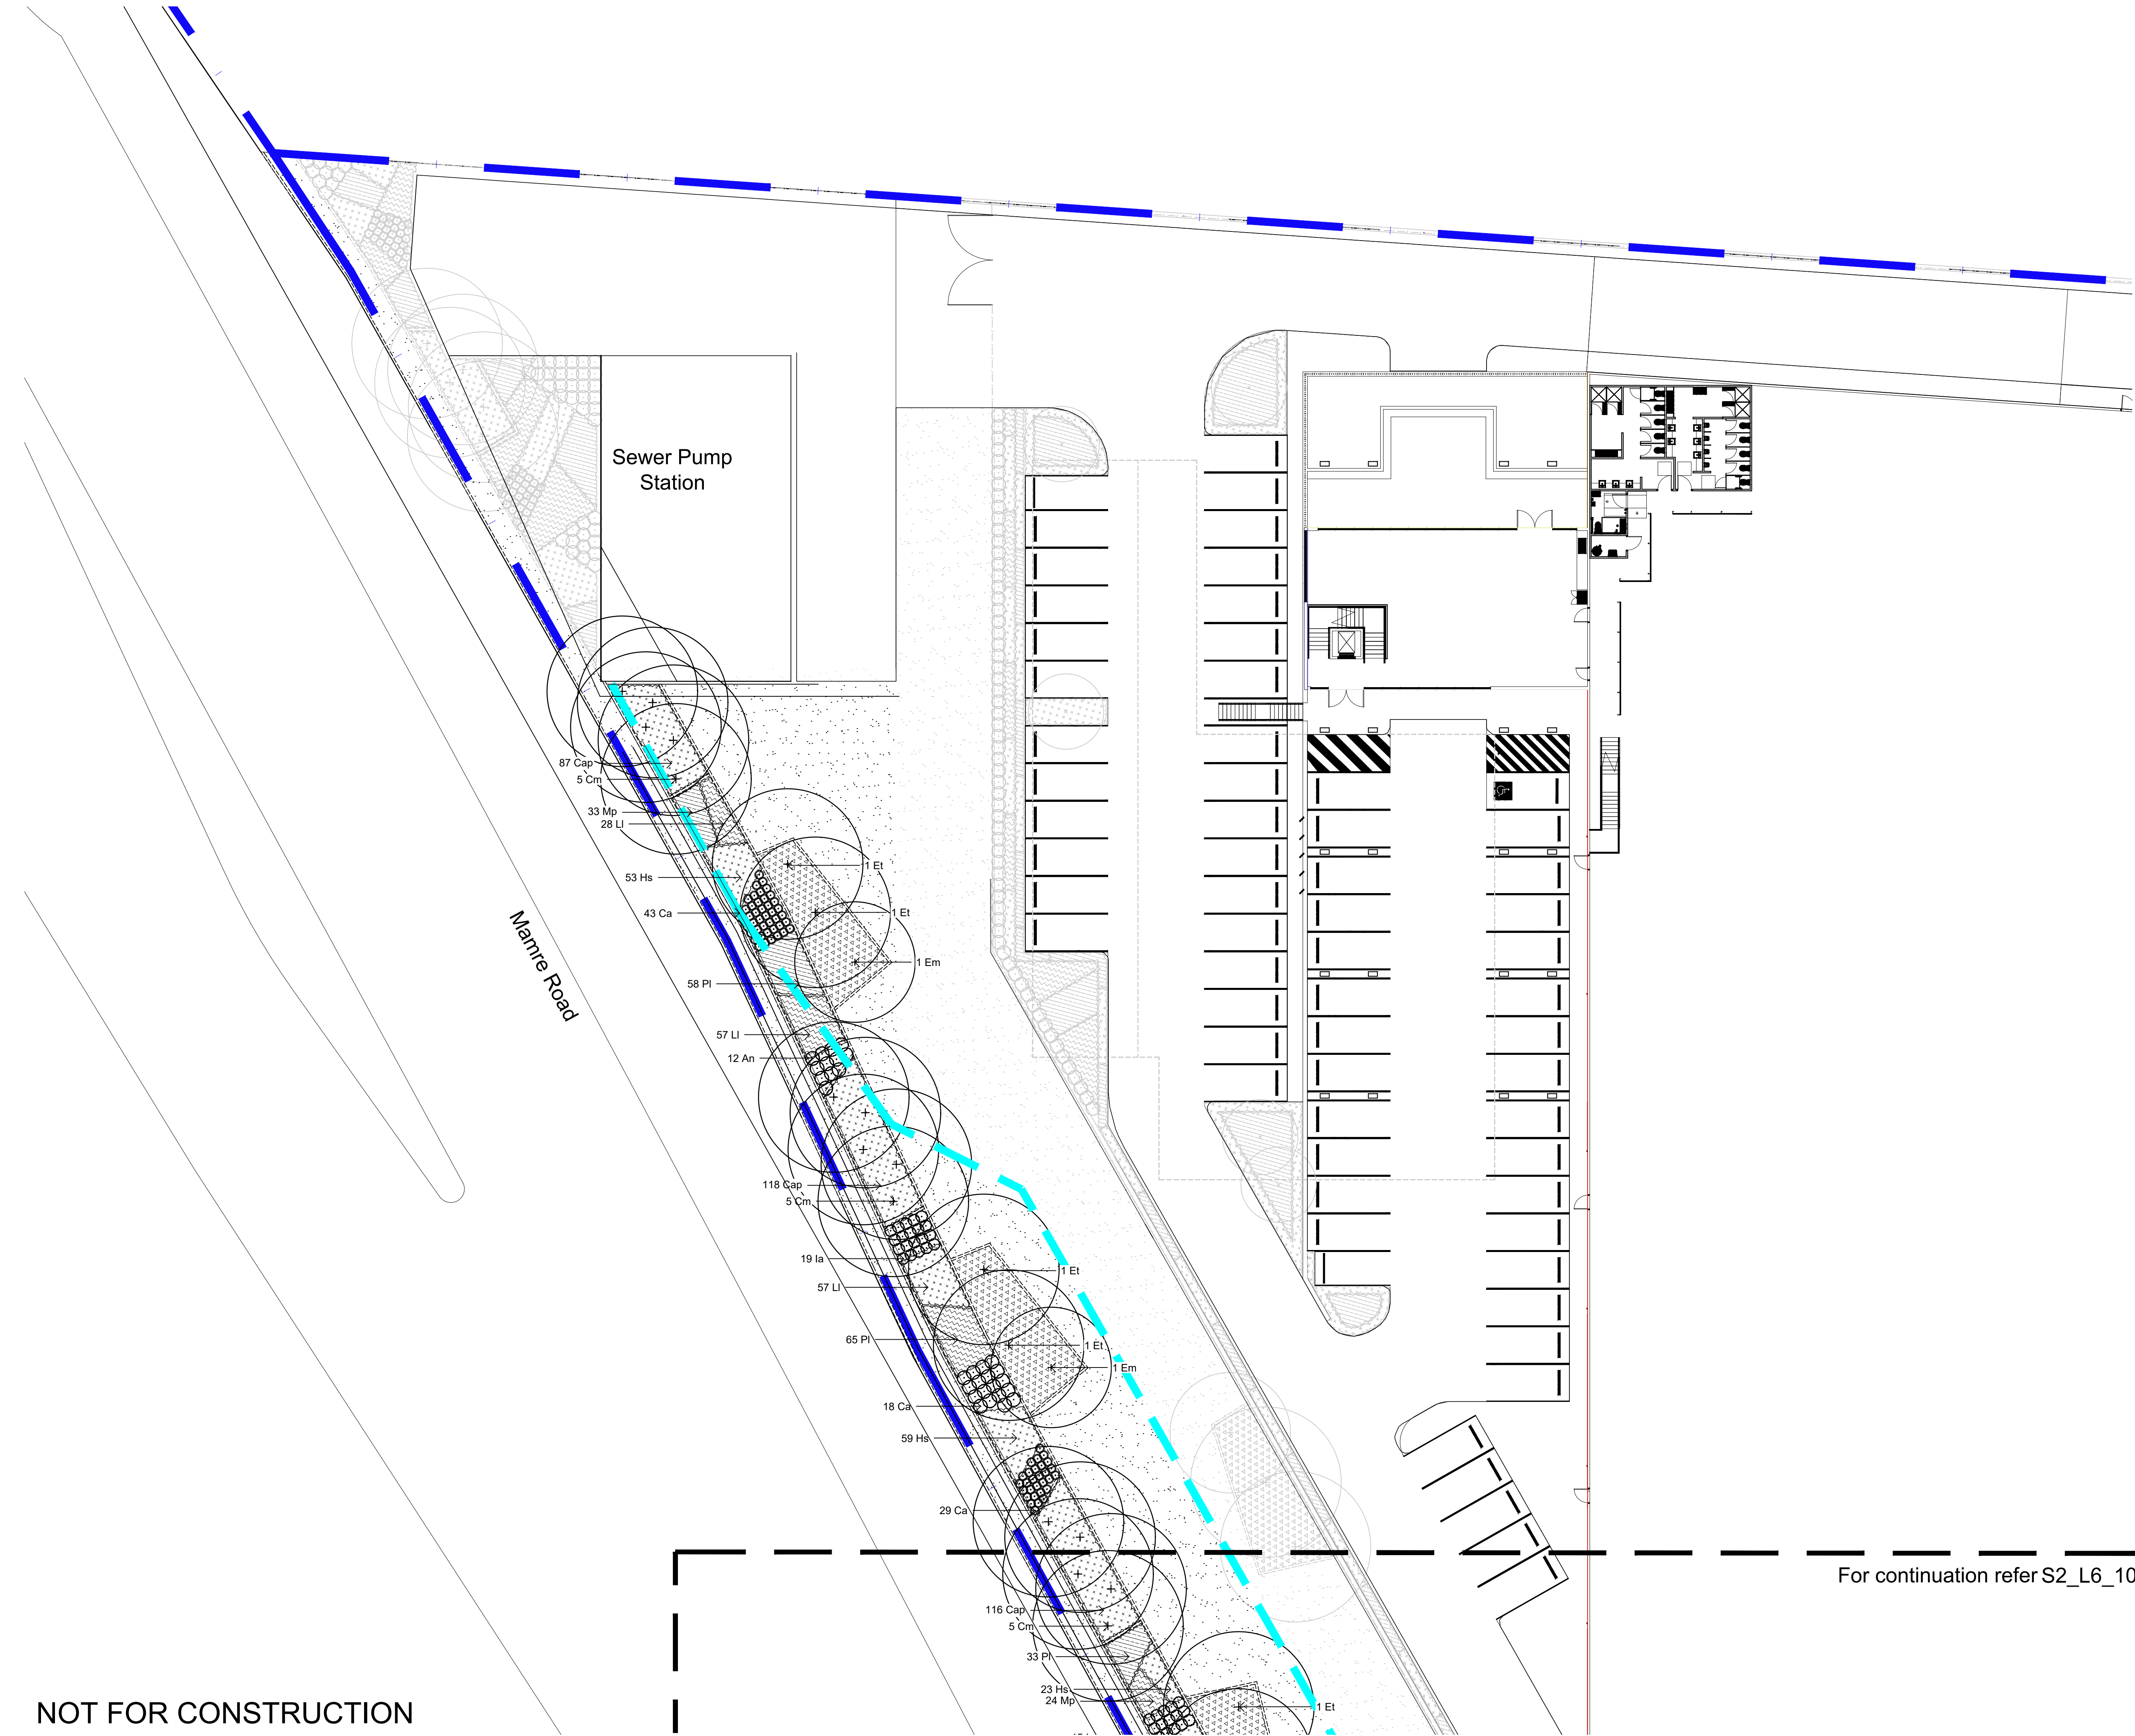 Sewer Pump
Station
87 Cap
5 Cm
33 Mp
28 Ll
1 Et
53 Hs
43 Ca
1 Et
Mamre Road
1 Em
58 Pl
57 Ll
12 An
118 Cap
5 Cm
19 Ia
1 Et
57 Ll
65 Pl
1 Et
1 Em
18 Ca
59 Hs
29 Ca
For continuation refer S2_L6_10
116 Cap
5 Cm
33 Pl
23 Hs
24 Mp
1 Et
NOT FOR CONSTRUCTION